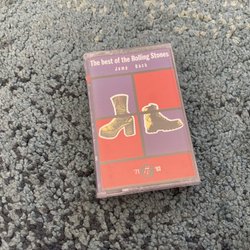 The best of the Rolling Stones
Jump Back
'71 '93